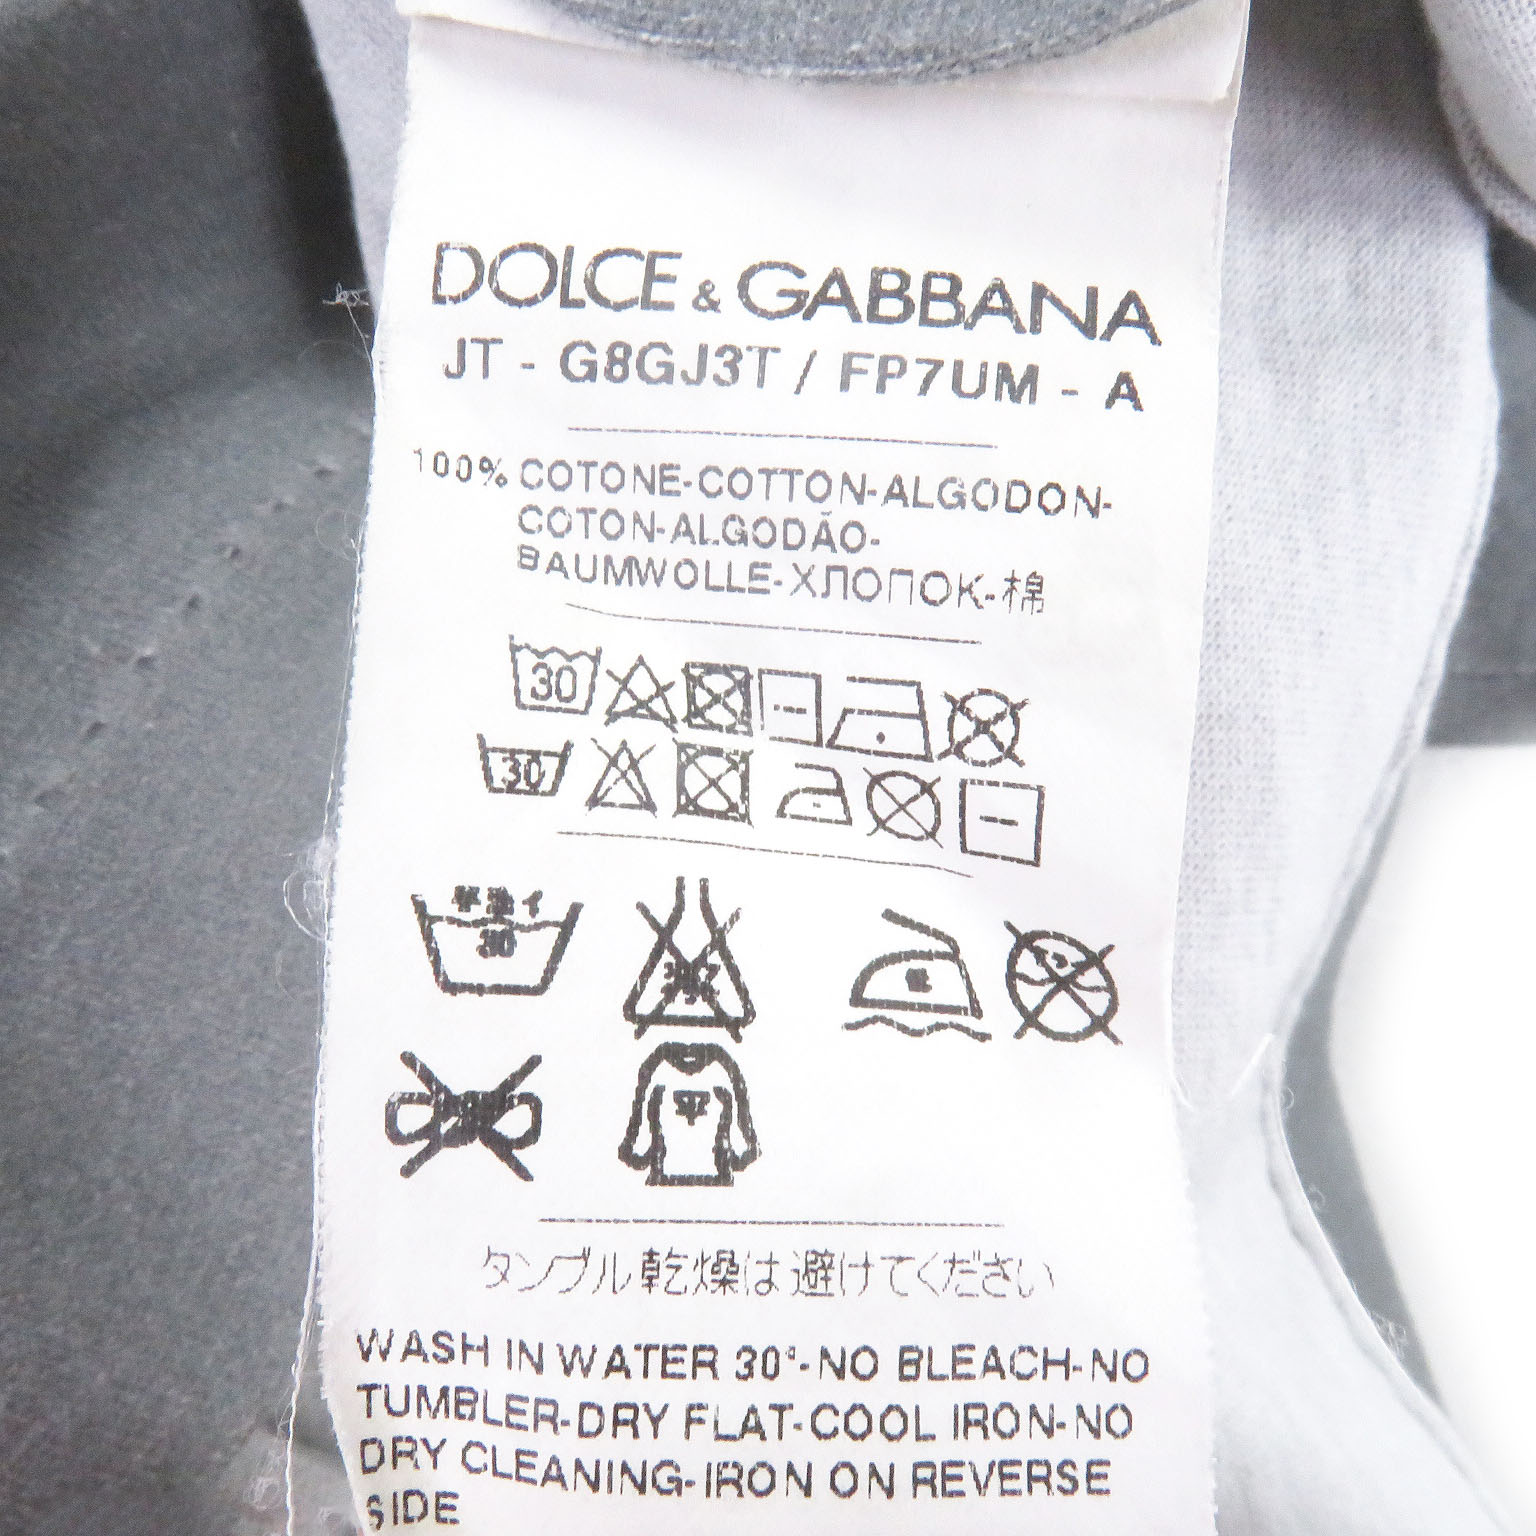 DOLCE & GABBANA
JT - G8GJ3T / FP7UM - A
100% COTONE-COTTON-ALGODON-
COTON-ALGODÃO-
BAUMWOLLE-ХЛОПОК-棉
30
30
30
タンブル乾燥は避けてください
WASH IN WATER 30°-NO BLEACH-NO
TUMBLER-DRY FLAT-COOL IRON-NO
DRY CLEANING-IRON ON REVERSE
SIDE